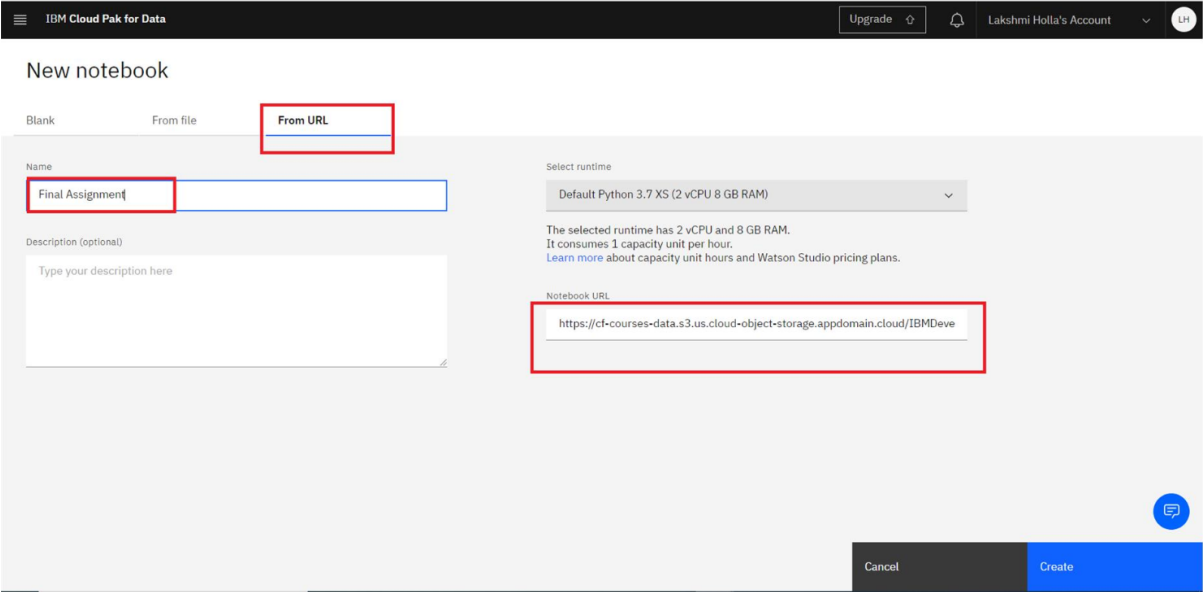 IBM Cloud Pak for Data
Upgrade
Lakshmi Holla's Account
LH
New notebook
Blank
From file
From URL
Name
Final Assignment
Description (optional)
Type your description here
Select runtime
Default Python 3.7 XS (2 vCPU 8 GB RAM)
The selected runtime has 2 vCPU and 8 GB RAM.
It consumes 1 capacity unit per hour.
Learn more about capacity unit hours and Watson Studio pricing plans.
Notebook URL
https://cf-courses-data.s3.us.cloud-object-storage.appdomain.cloud/IBMDeve
Cancel
Create